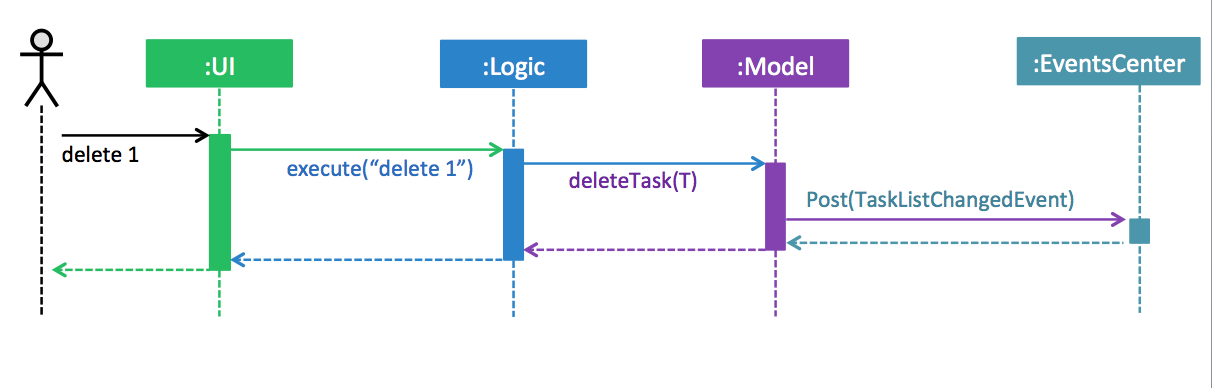 :UI
:Logic
:Model
:EventsCenter
delete 1
execute(“delete 1”)
deleteTask(T)
Post(TaskListChangedEvent)